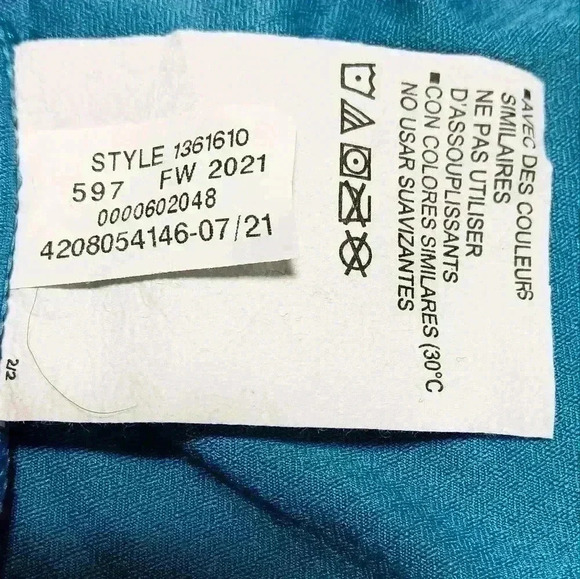 STYLE 1361610
597 FW 2021
0000602048
4208054146-07/21
▪AVEC DES COULEURS
SIMILAIRES
NE PAS UTILISER
D'ASSOUPLISSANTS
▪CON COLORES SIMILARES (30°C
NO USAR SUAVIZANTES
2/2